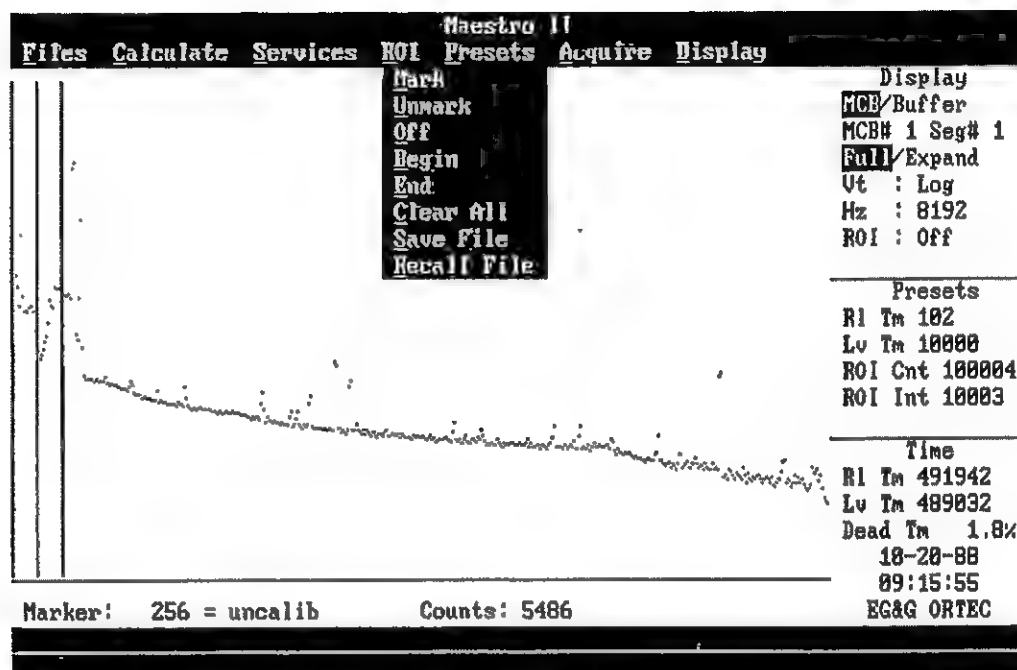 Maestro II
Files Calculate Services ROI Presets Acquire Display
Mark
Unmark
Off
Begin
End
Clear All
Save File
Recall File
Display
MCB/Buffer
MCB# 1 Seg# 1
Full/Expand
Vt : Log
Hz : 8192
ROI : Off
Presets
Rl Tm 102
Lv Tm 10000
ROI Cnt 100004
ROI Int 10003
Time
Rl Tm 491942
Lv Tm 489032
Dead Tm 1.8%
10-20-88
09:15:55
EG&G ORTEC
Marker: 256 = uncalib Counts: 5486